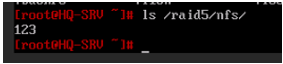 [root@HQ-SRV ~]# ls /raid5/nfs/
123
[root@HQ-SRV ~]# _